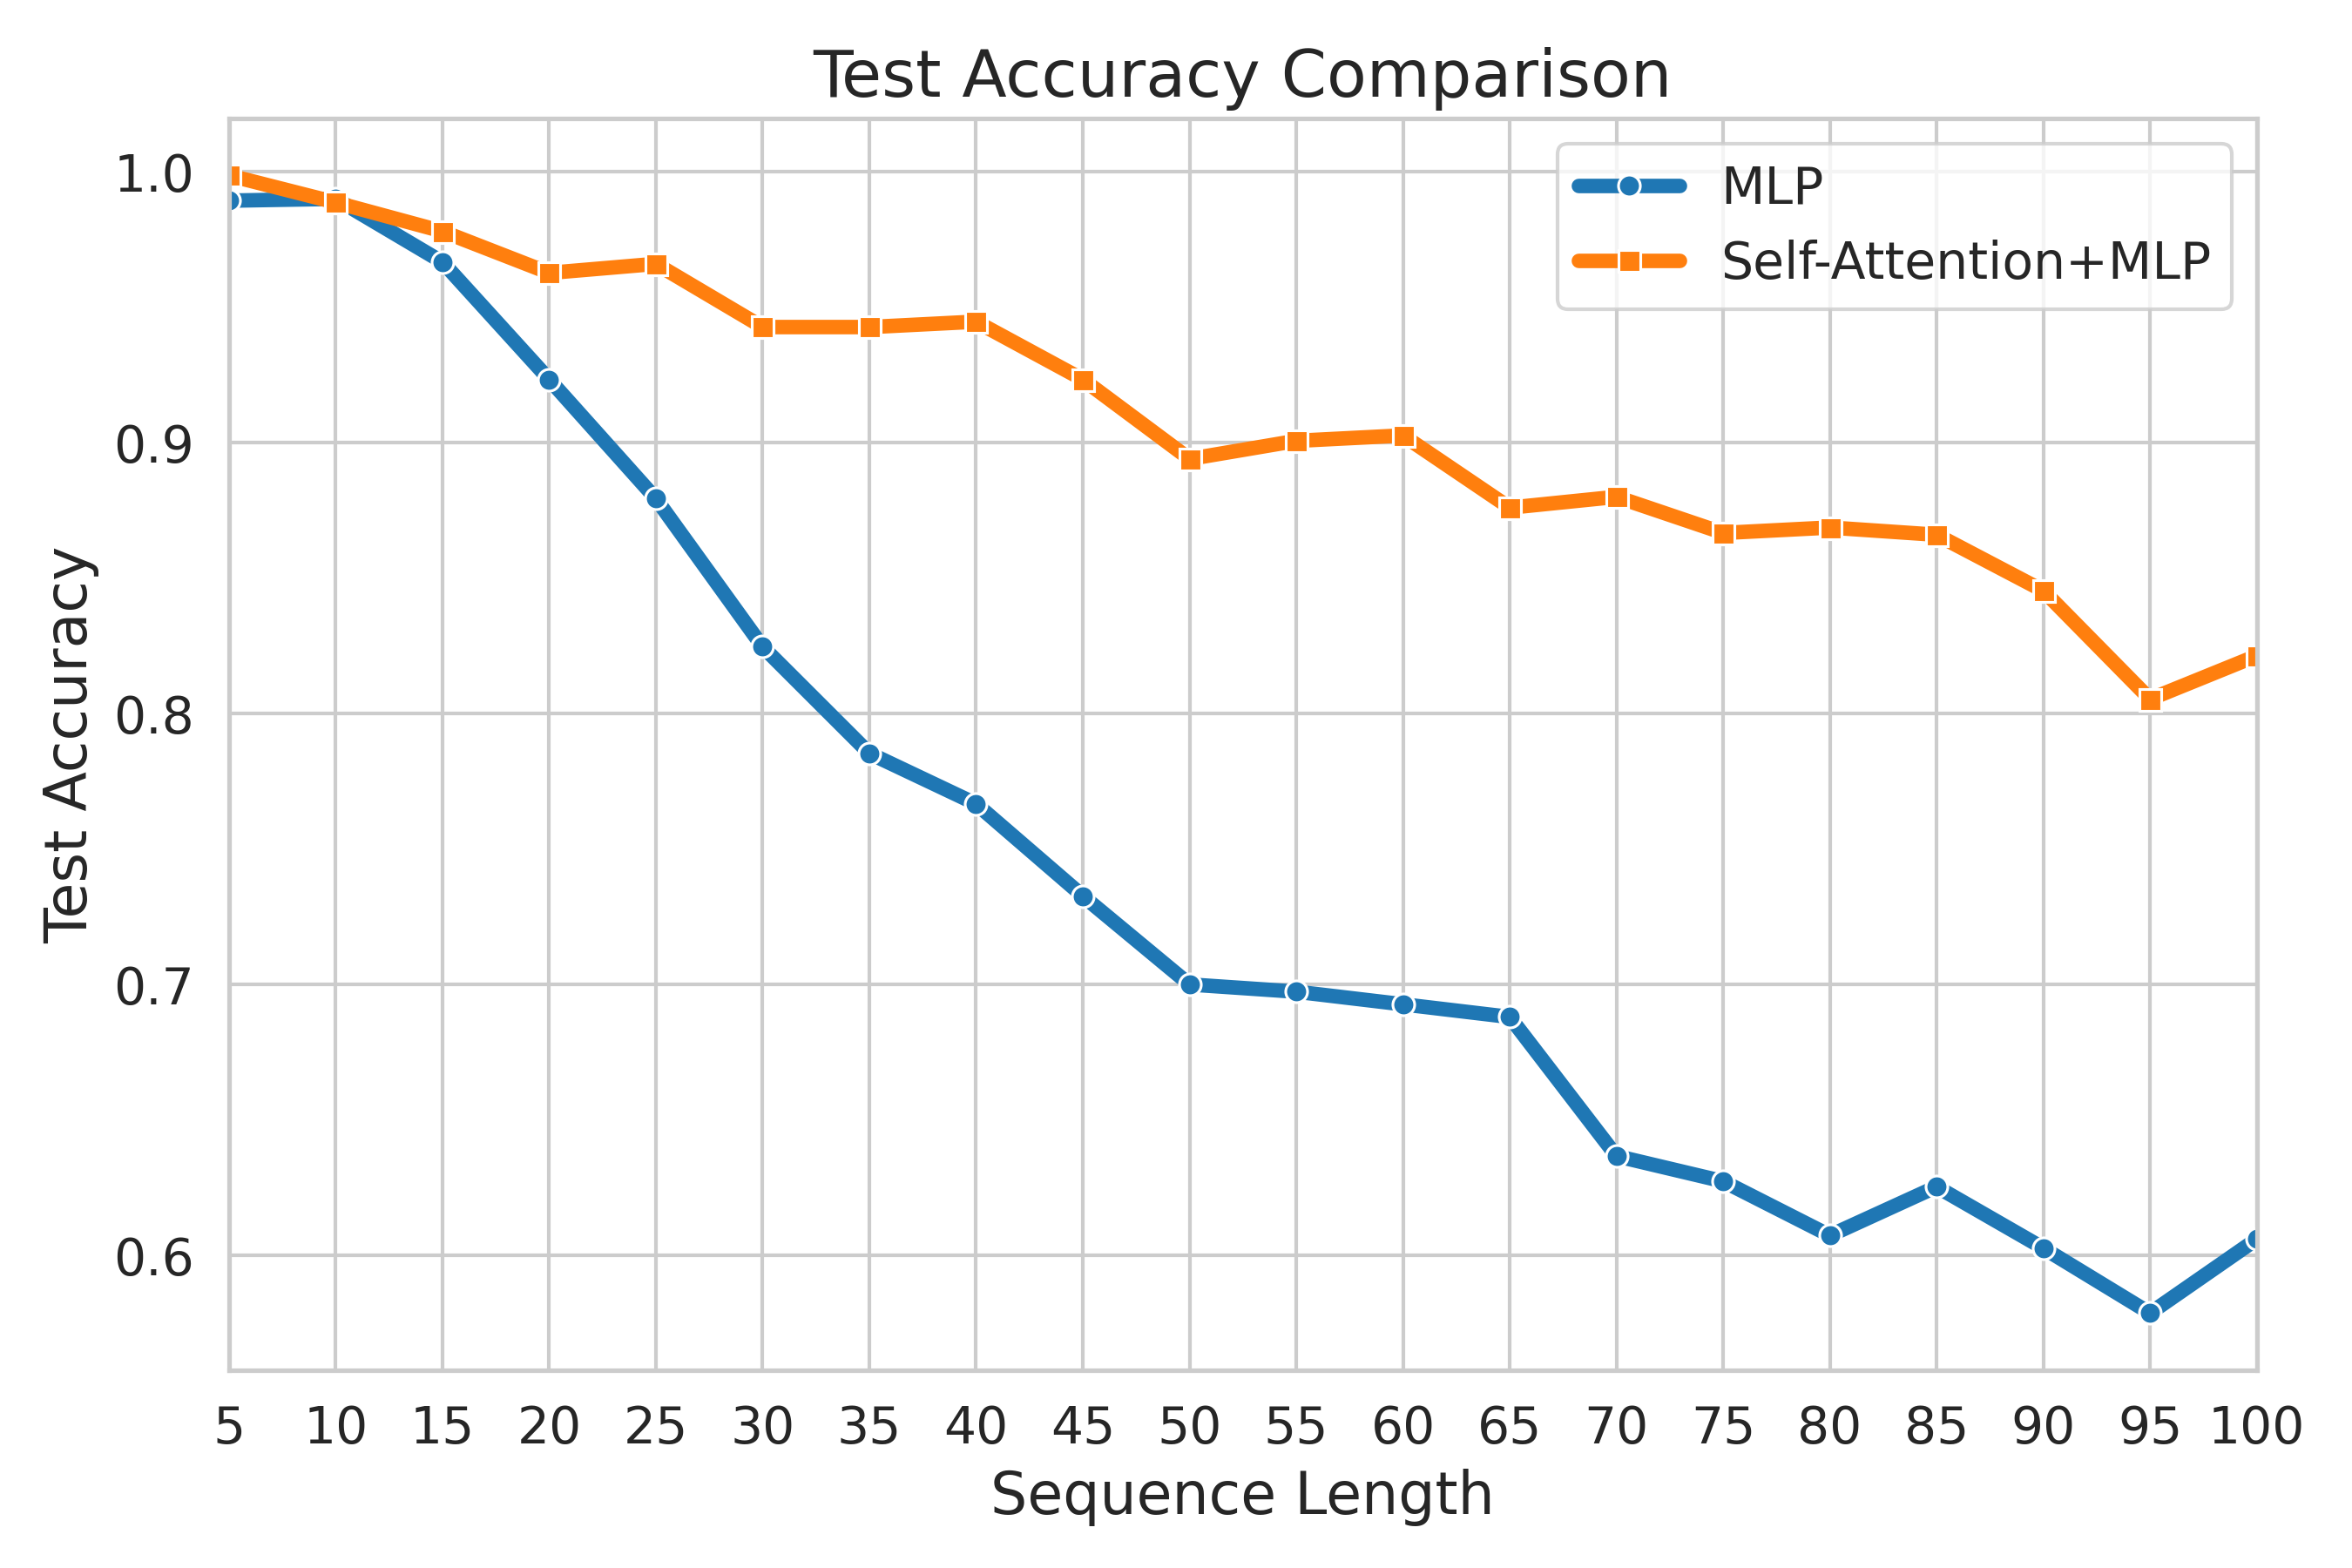 Test Accuracy Comparison
1.0
0.9
0.8
0.7
0.6
Test Accuracy
MLP
Self-Attention+MLP
5 10 15 20 25 30 35 40 45 50 55 60 65 70 75 80 85 90 95 100
Sequence Length